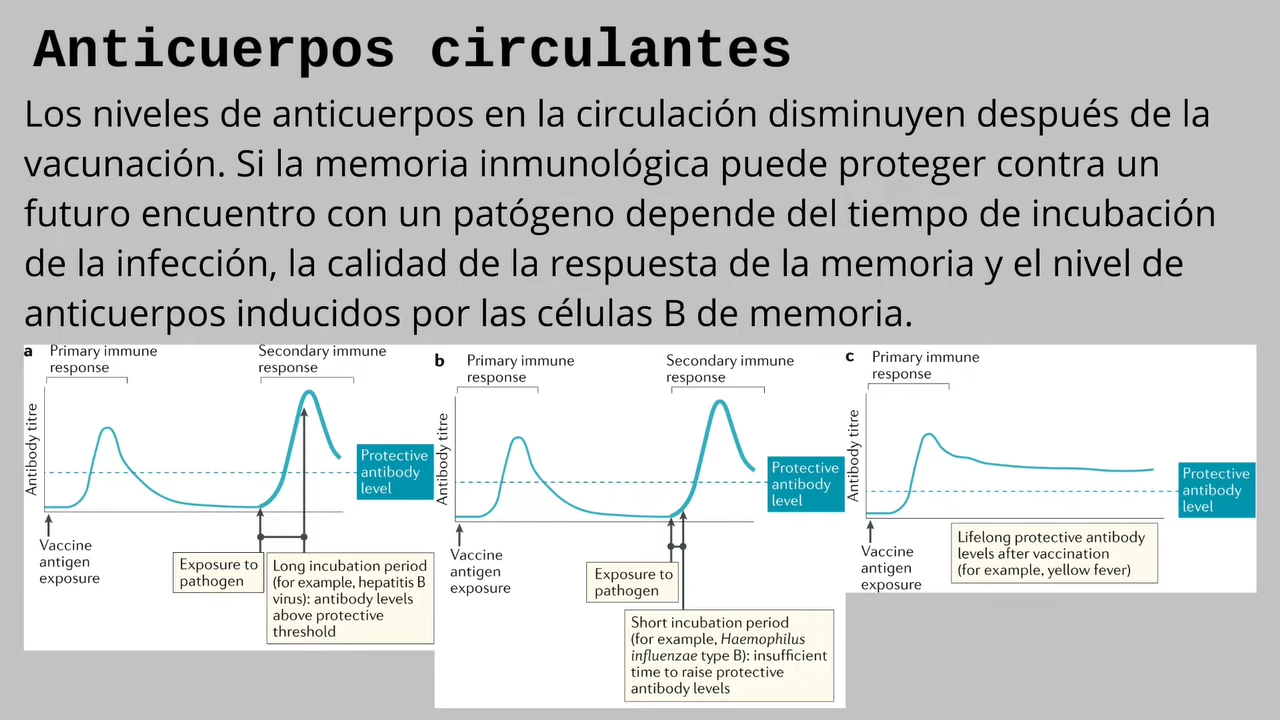 Anticuerpos circulantes
Los niveles de anticuerpos en la circulación disminuyen después de la
vacunación. Si la memoria inmunológica puede proteger contra un
futuro encuentro con un patógeno depende del tiempo de incubación
de la infección, la calidad de la respuesta de la memoria y el nivel de
anticuerpos inducidos por las células B de memoria.
a
Primary immune
response
Secondary immune
response
Antibody titre
Protective
antibody
level
Vaccine
antigen
exposure
Exposure to
pathogen
Long incubation period
(for example, hepatitis B
virus): antibody levels
above protective
threshold
b
Primary immune
response
Secondary immune
response
Antibody titre
Protective
antibody
level
Vaccine
antigen
exposure
Exposure to
pathogen
Short incubation period
(for example, Haemophilus
influenzae type B): insufficient
time to raise protective
antibody levels
c
Primary immune
response
Antibody titre
Protective
antibody
level
Vaccine
antigen
exposure
Lifelong protective antibody
levels after vaccination
(for example, yellow fever)